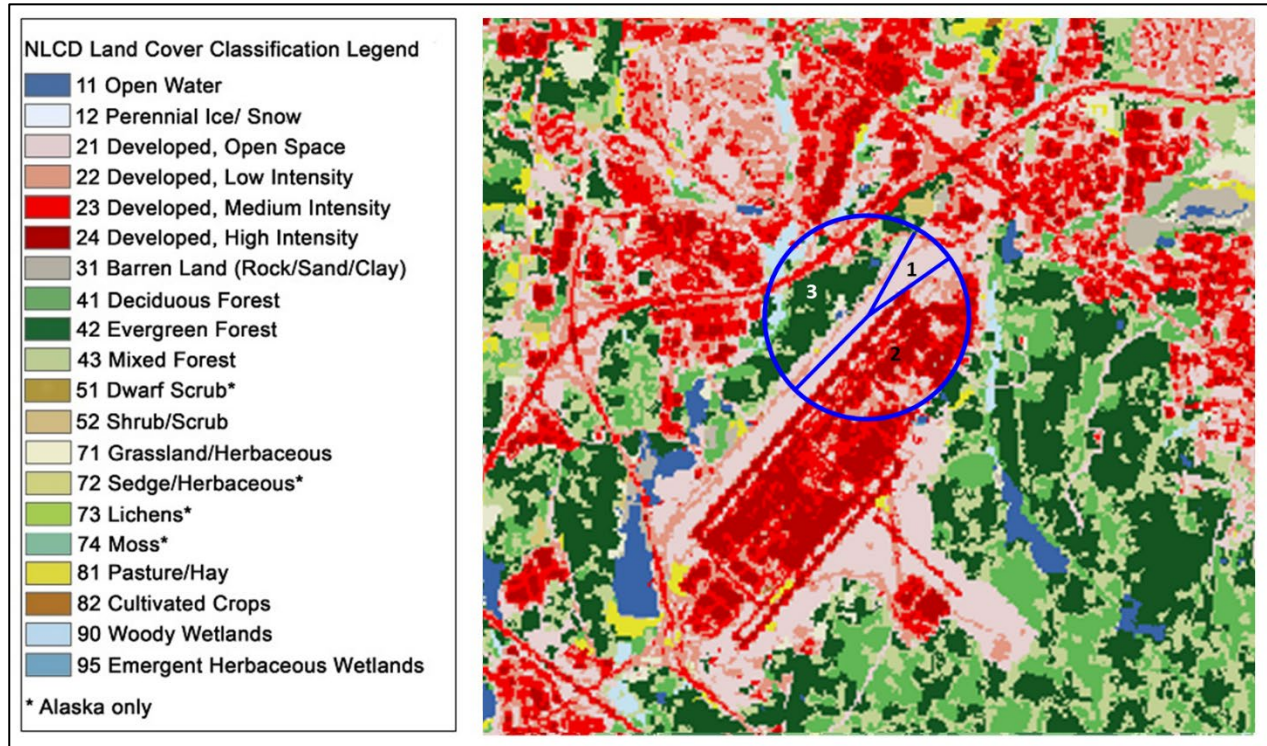 NLCD Land Cover Classification Legend
11 Open Water
12 Perennial Ice/ Snow
21 Developed, Open Space
22 Developed, Low Intensity
23 Developed, Medium Intensity
24 Developed, High Intensity
31 Barren Land (Rock/Sand/Clay)
41 Deciduous Forest
42 Evergreen Forest
43 Mixed Forest
51 Dwarf Scrub*
52 Shrub/Scrub
71 Grassland/Herbaceous
72 Sedge/Herbaceous*
73 Lichens*
74 Moss*
81 Pasture/Hay
82 Cultivated Crops
90 Woody Wetlands
95 Emergent Herbaceous Wetlands
* Alaska only
1
3
2